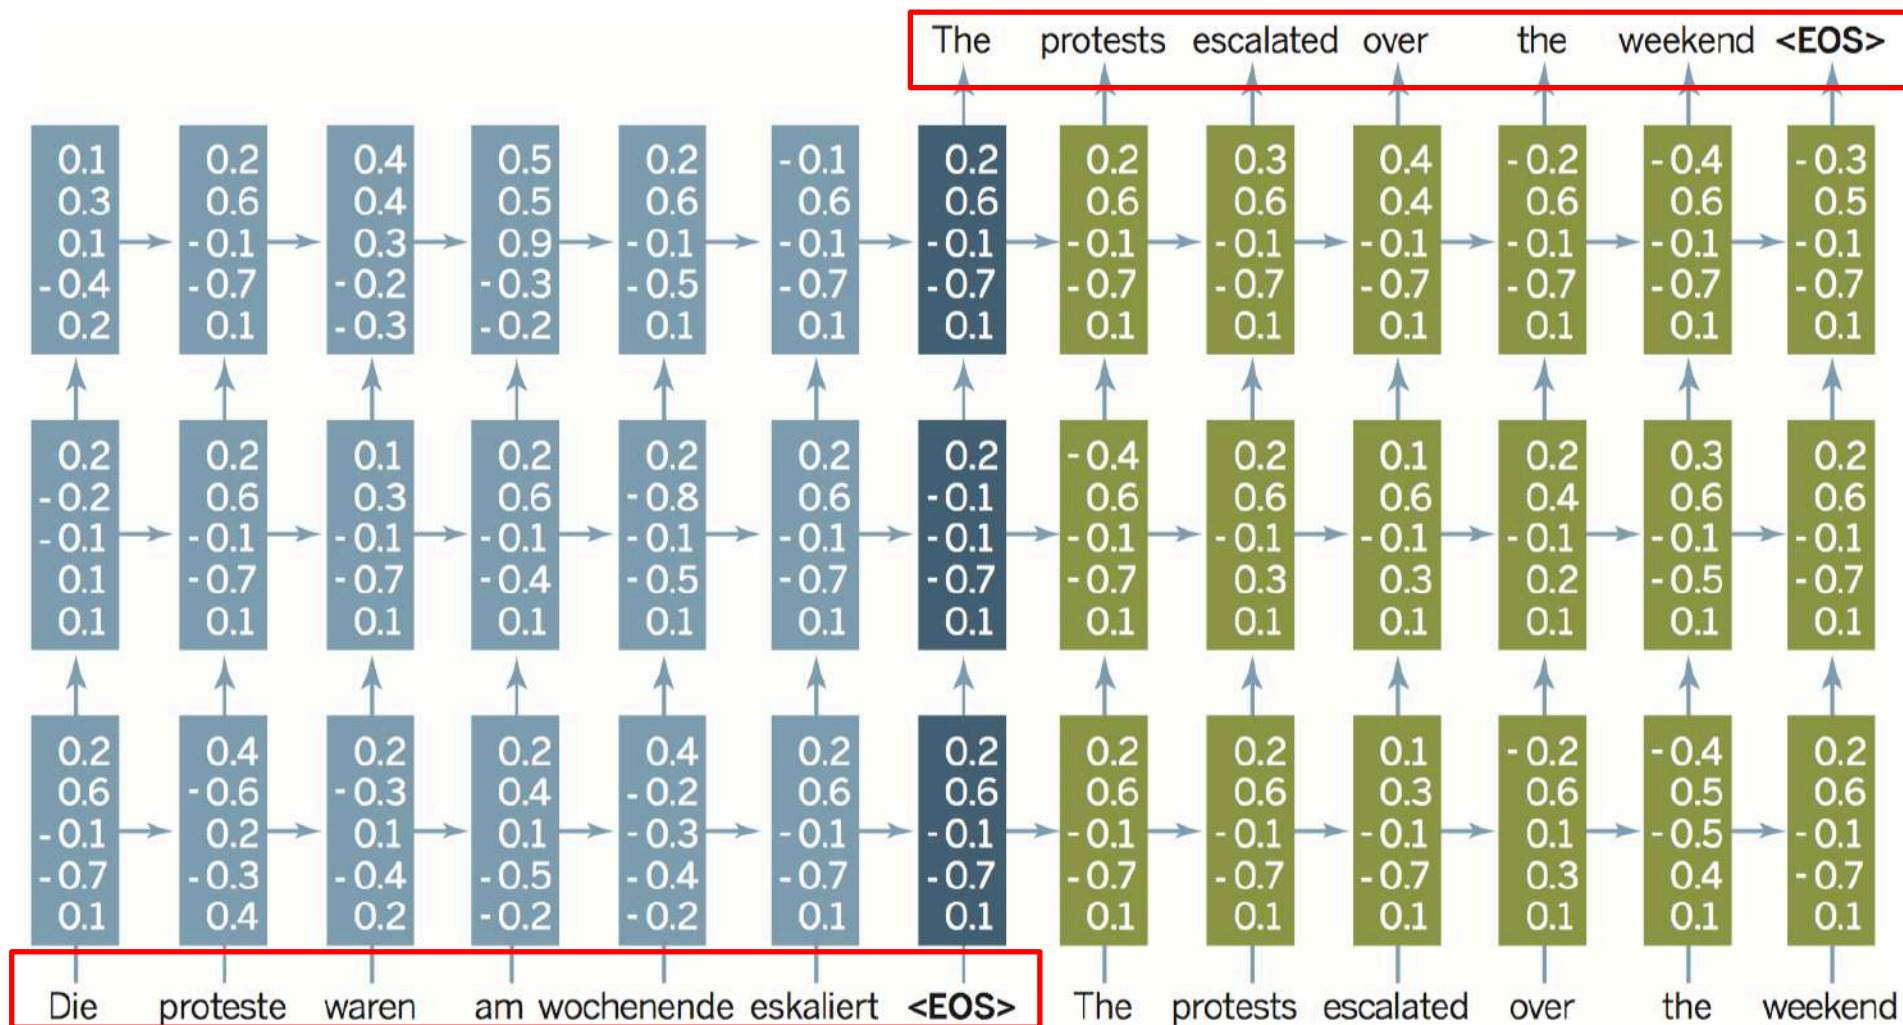 The protests escalated over the weekend <EOS>
0.1 0.2 0.4 0.5 0.2 -0.1 0.2 0.2 0.3 0.4 -0.2 -0.4 -0.3
0.3 0.6 0.4 0.5 0.6 0.6 0.6 0.6 0.6 0.4 0.6 0.6 0.5
0.1 -0.1 0.3 0.9 -0.1 -0.1 -0.1 -0.1 -0.1 -0.1 -0.1 -0.1 -0.1
-0.4 -0.7 -0.2 -0.3 -0.5 -0.7 -0.7 -0.7 -0.7 -0.7 -0.7 -0.7 -0.7
0.2 0.1 -0.3 -0.2 0.1 0.1 0.1 0.1 0.1 0.1 0.1 0.1 0.1
0.2 0.2 0.1 0.2 0.2 0.2 0.2 -0.4 0.2 0.1 0.2 0.3 0.2
-0.2 0.6 0.3 0.6 -0.8 0.6 -0.1 0.6 0.6 0.6 0.4 0.6 0.6
-0.1 -0.1 -0.1 -0.1 -0.1 -0.1 -0.1 -0.1 -0.1 -0.1 -0.1 -0.1 -0.1
0.1 -0.7 -0.7 -0.4 -0.5 -0.7 -0.7 -0.7 0.3 0.3 0.2 -0.5 -0.7
0.1 0.1 0.1 0.1 0.1 0.1 0.1 0.1 0.1 0.1 0.1 0.1 0.1
0.2 0.4 0.2 0.2 0.4 0.2 0.2 0.2 0.2 0.1 -0.2 -0.4 0.2
0.6 -0.6 -0.3 0.4 -0.2 0.6 0.6 0.6 0.6 0.3 0.6 0.5 0.6
-0.1 0.2 0.1 0.1 -0.3 -0.1 -0.1 -0.1 -0.1 -0.1 0.1 -0.5 -0.1
-0.7 -0.3 -0.4 -0.5 -0.4 -0.7 -0.7 -0.7 -0.7 -0.7 0.3 0.4 -0.7
0.1 0.4 0.2 -0.2 -0.2 0.1 0.1 0.1 0.1 0.1 0.1 0.1 0.1
Die proteste waren am wochenende eskaliert <EOS> The protests escalated over the weekend